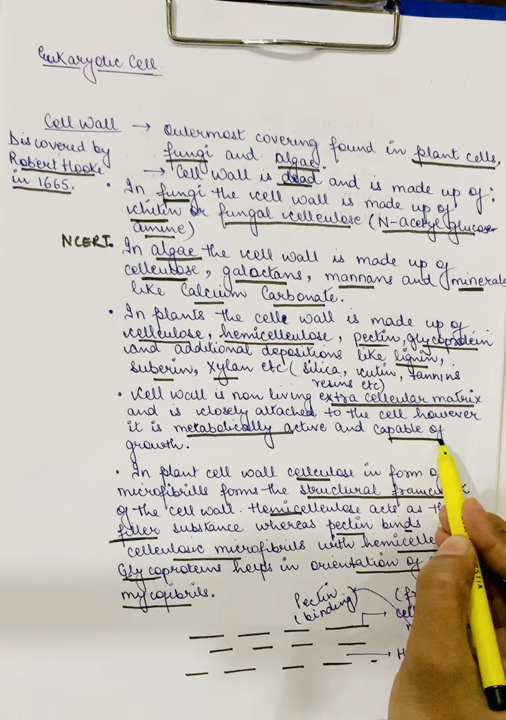 Eukaryotic Cell
Cell Wall → Outermost covering found in plant cells,
Discovered by
Robert Hooke
in 1665.
fungi and algae.
→ Cell wall is dead and is made up of:
• In fungi the cell wall is made up of
chitin or fungal cellulose (N-acetyl glucose
amine)
NCERT. In algae the cell wall is made up of
cellulose, galactans, mannans and minerals
like Calcium Carbonate.
• In plants the cell wall is made up of
cellulose, hemicellulose, pectin, glycoprotein
and additional depositions like lignin,
suberin, xylan etc (silica, cutin, tannins
resins etc)
• Cell wall is non living extra cellular matrix
and is closely attached to the cell however
it is metabolically active and capable of
growth.
• In plant cell wall cellulose in form
microfibrills forms the structural
of the cell wall. Hemicellulose acts as
filler substance whereas pectin binds
cellulosic microfibrils with
Glycoproteins helps in orientation of
Pectin
(binding)